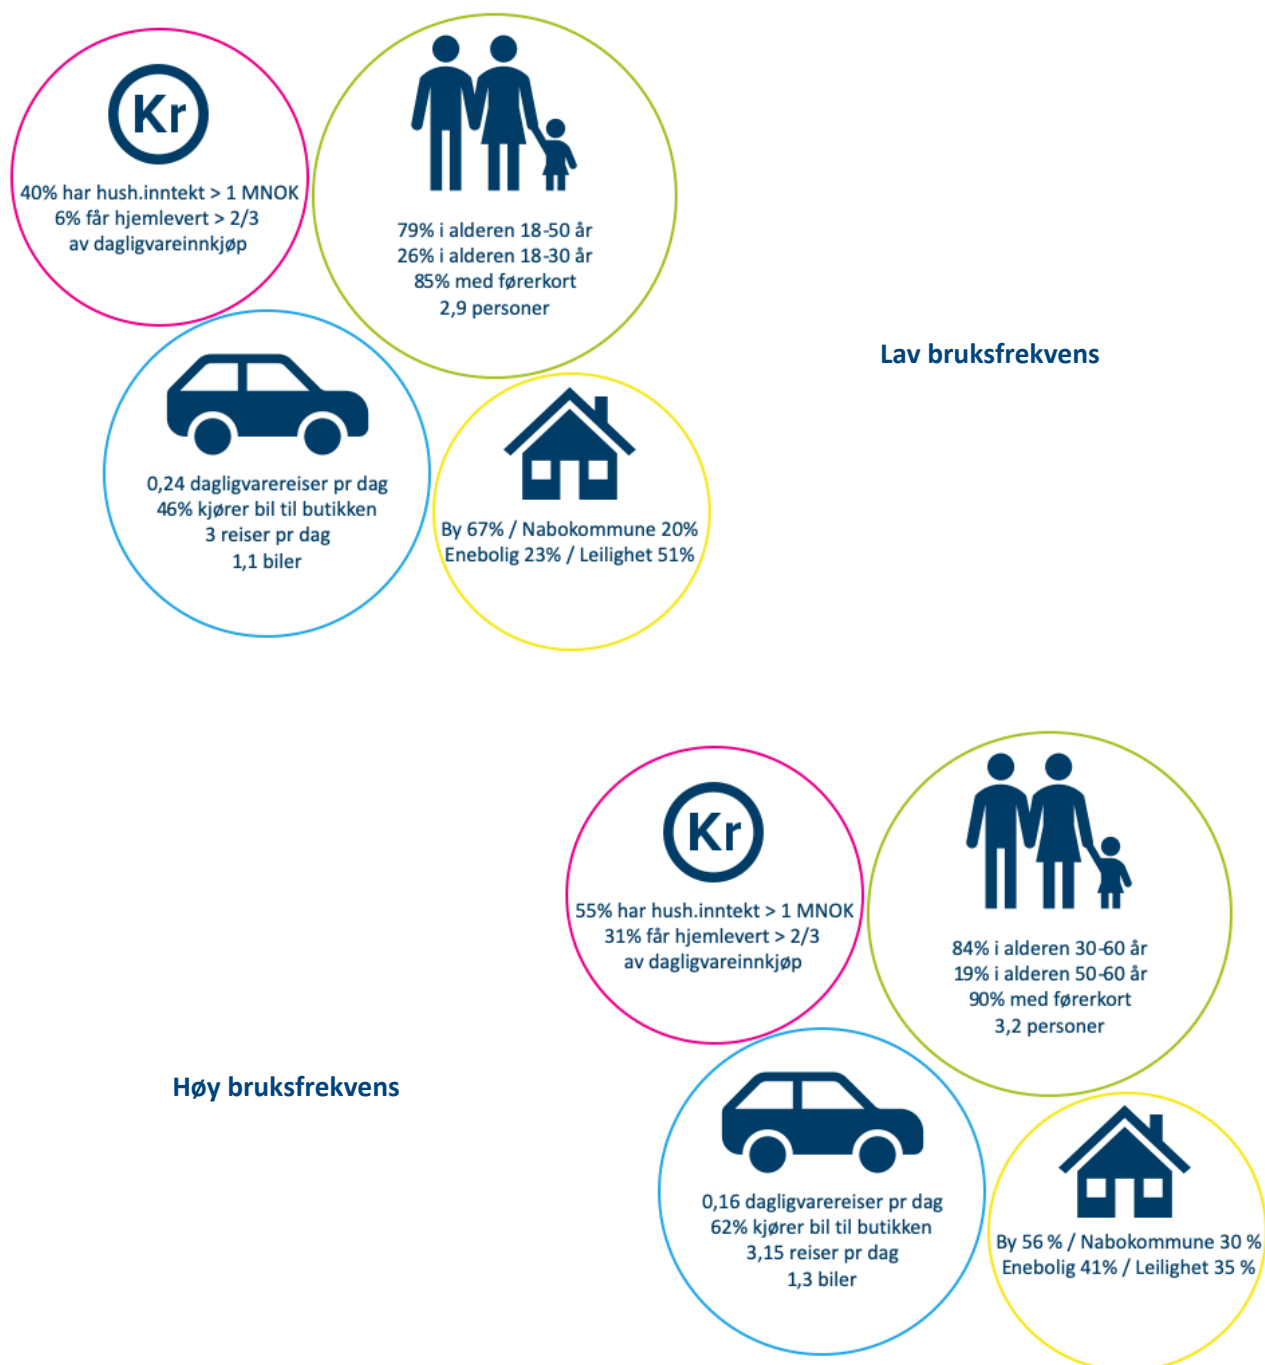 Kr
40% har hush.inntekt > 1 MNOK
6% får hjemlevert > 2/3
av dagligvareinnkjøp
79% i alderen 18-50 år
26% i alderen 18-30 år
85% med førerkort
2,9 personer
Lav bruksfrekvens
0,24 dagligvarereiser pr dag
46% kjører bil til butikken
3 reiser pr dag
1,1 biler
By 67% / Nabokommune 20%
Enebolig 23% / Leilighet 51%
Kr
55% har hush.inntekt > 1 MNOK
31% får hjemlevert > 2/3
av dagligvareinnkjøp
84% i alderen 30-60 år
19% i alderen 50-60 år
90% med førerkort
3,2 personer
Høy bruksfrekvens
0,16 dagligvarereiser pr dag
62% kjører bil til butikken
3,15 reiser pr dag
1,3 biler
By 56 % / Nabokommune 30 %
Enebolig 41% / Leilighet 35 %